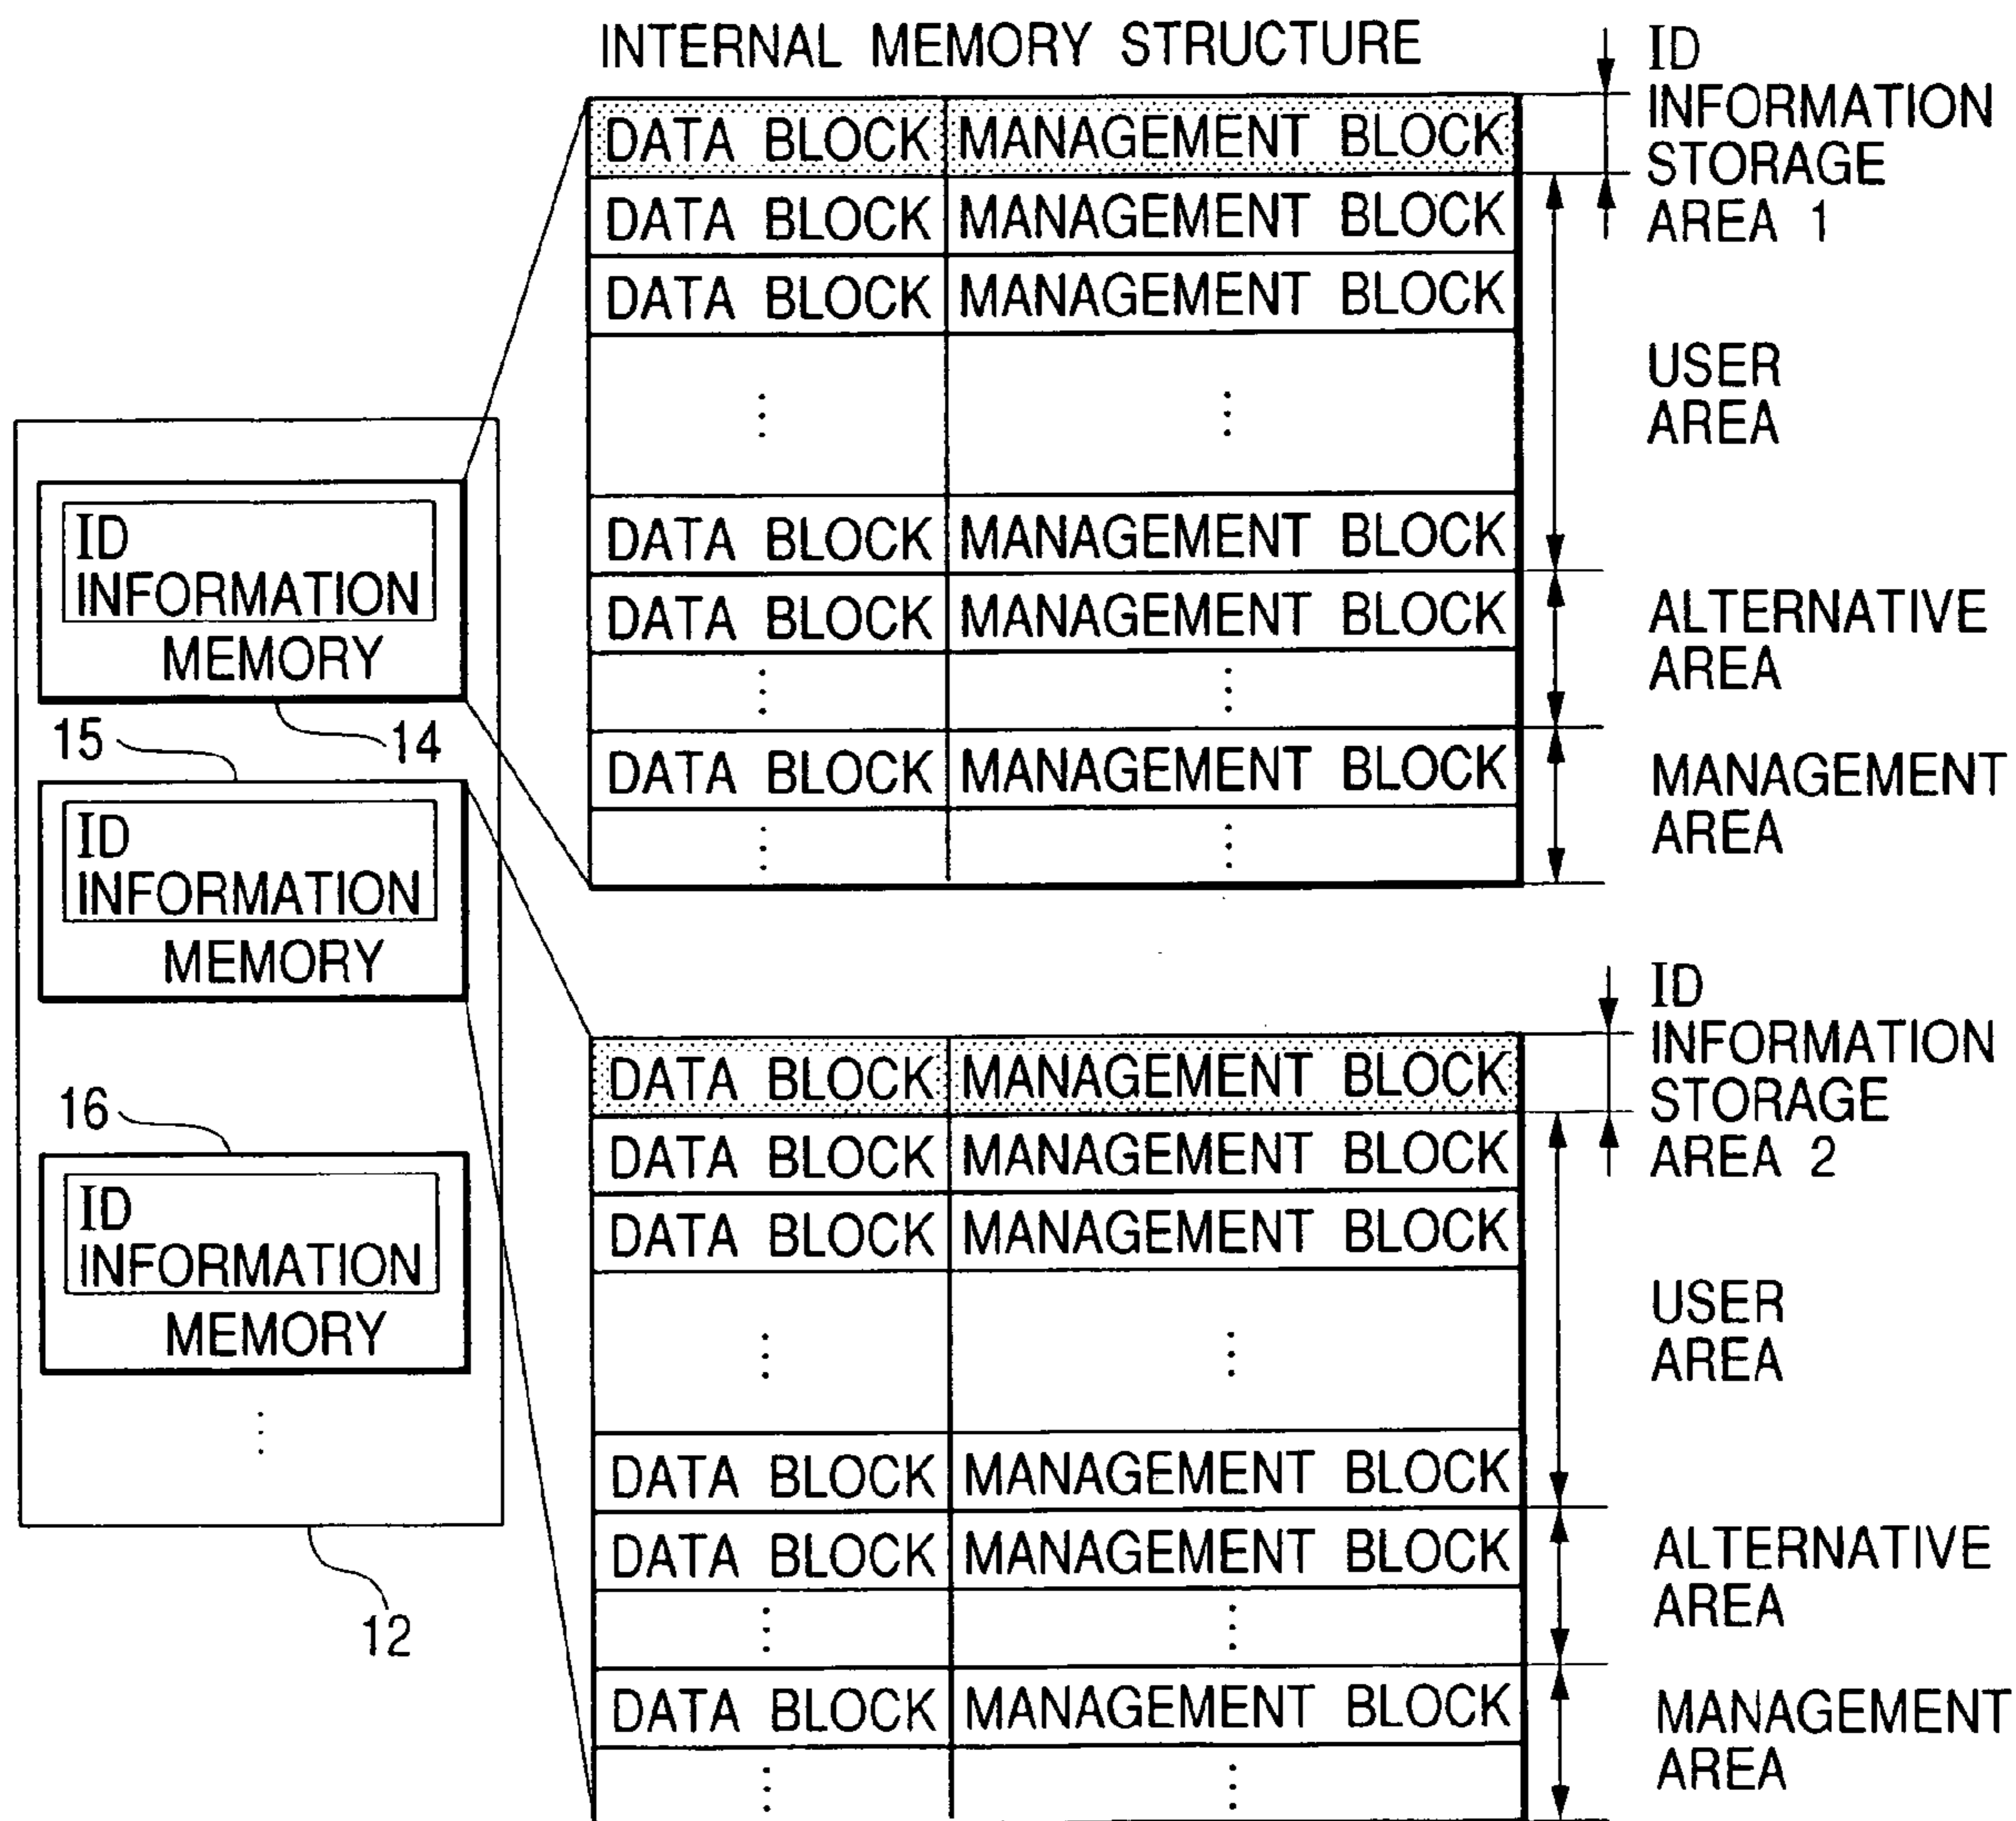 INTERNAL MEMORY STRUCTURE
ID
INFORMATION
STORAGE
AREA 1
DATA BLOCK MANAGEMENT BLOCK
DATA BLOCK MANAGEMENT BLOCK
DATA BLOCK MANAGEMENT BLOCK
USER
AREA
DATA BLOCK MANAGEMENT BLOCK
DATA BLOCK MANAGEMENT BLOCK
ALTERNATIVE
AREA
DATA BLOCK MANAGEMENT BLOCK
MANAGEMENT
AREA
ID
INFORMATION
MEMORY
14
15
ID
INFORMATION
MEMORY
16
ID
INFORMATION
MEMORY
12
ID
INFORMATION
STORAGE
AREA 2
DATA BLOCK MANAGEMENT BLOCK
DATA BLOCK MANAGEMENT BLOCK
DATA BLOCK MANAGEMENT BLOCK
USER
AREA
DATA BLOCK MANAGEMENT BLOCK
DATA BLOCK MANAGEMENT BLOCK
ALTERNATIVE
AREA
DATA BLOCK MANAGEMENT BLOCK
MANAGEMENT
AREA